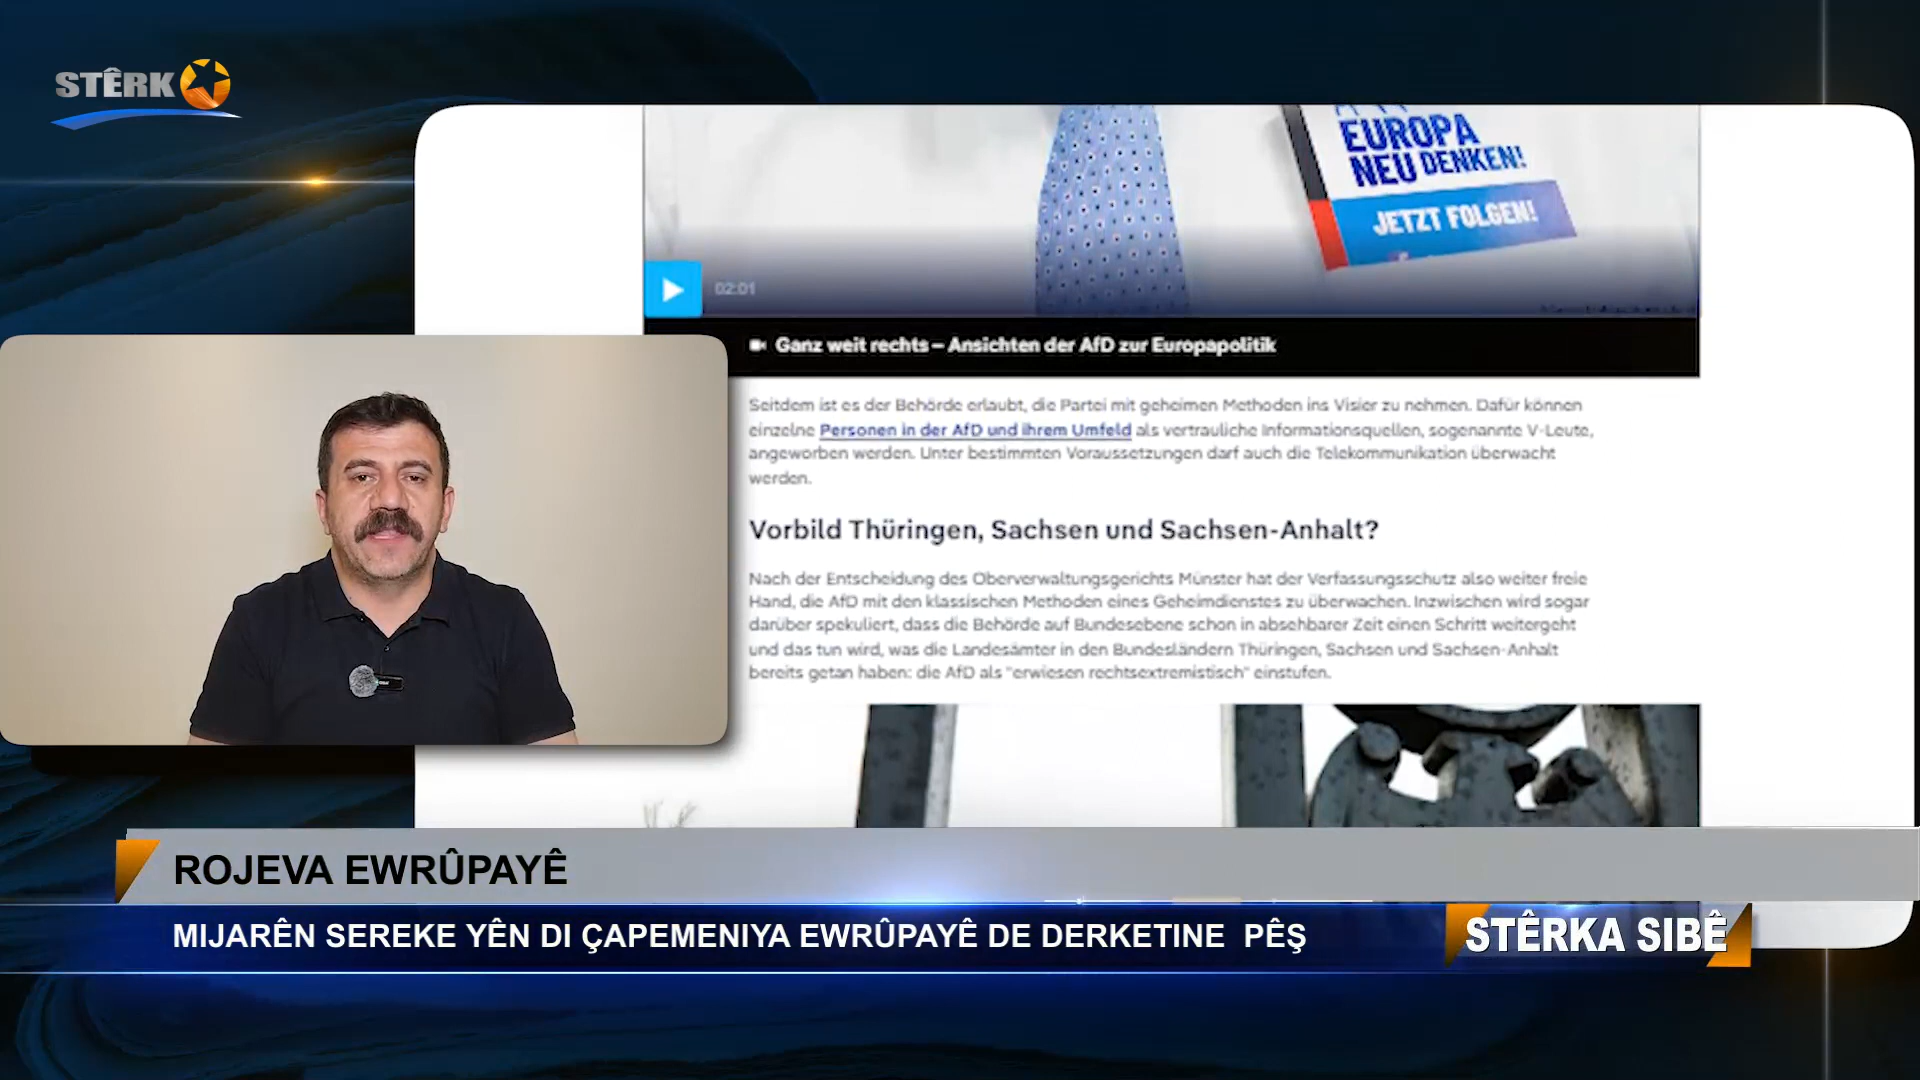 STÊRK
EUROPA
NEU DENKEN!
JETZT FOLGEN!
02:01
Ganz weit rechts – Ansichten der AfD zur Europapolitik
Seitdem ist es der Behörde erlaubt, die Partei mit geheimen Methoden ins Visier zu nehmen. Dafür können
einzelne Personen in der AfD und ihrem Umfeld als vertrauliche Informationsquellen, sogenannte V-Leute,
angeworben werden. Unter bestimmten Voraussetzungen darf auch die Telekommunikation überwacht
werden.
Vorbild Thüringen, Sachsen und Sachsen-Anhalt?
Nach der Entscheidung des Oberverwaltungsgerichts Münster hat der Verfassungsschutz also weiter freie
Hand, die AfD mit den klassischen Methoden eines Geheimdienstes zu überwachen. Inzwischen wird sogar
darüber spekuliert, dass die Behörde auf Bundesebene schon in absehbarer Zeit einen Schritt weitergeht
und das tun wird, was die Landesämter in den Bundesländern Thüringen, Sachsen und Sachsen-Anhalt
bereits getan haben: die AfD als "erwiesen rechtsextremistisch" einstufen.
ROJEVA EWRÛPAYÊ
MIJARÊN SEREKE YÊN DI ÇAPEMENIYA EWRÛPAYÊ DE DERKETINE PÊŞ
STÊRKA SIBÊ